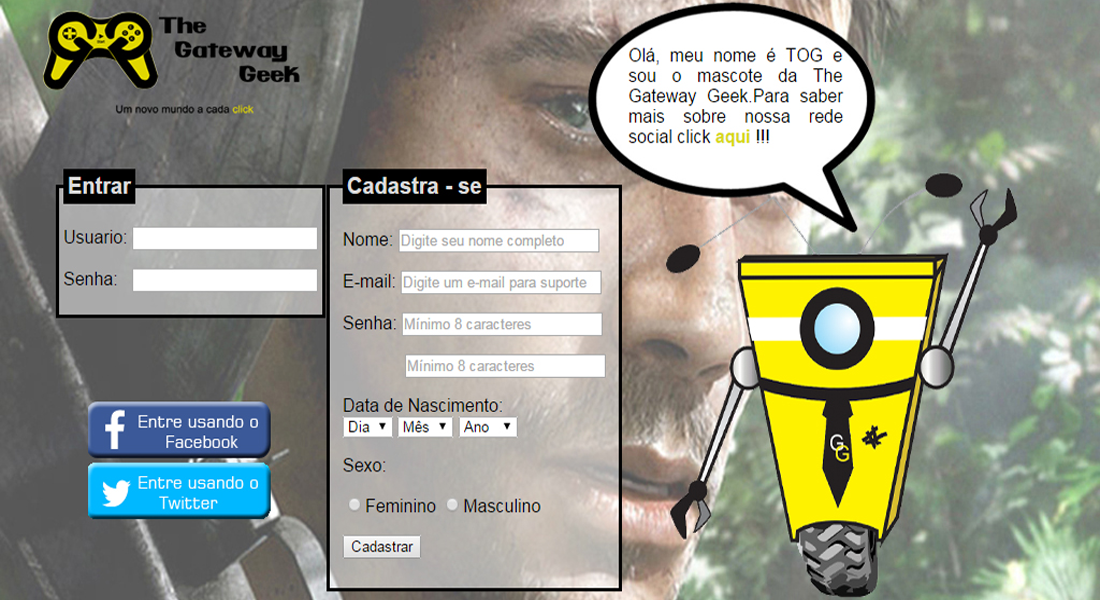 The
Gateway
Geek
Um novo mundo a cada click
Olá, meu nome é TOG e
sou o mascote da The
Gateway Geek.Para saber
mais sobre nossa rede
social click aqui !!!
Entrar
Usuario:
Senha:
Entre usando o
Facebook
Entre usando o
Twitter
Cadastra - se
Nome: Digite seu nome completo
E-mail: Digite um e-mail para suporte
Senha: Mínimo 8 caracteres
Mínimo 8 caracteres
Data de Nascimento:
Dia Mês Ano
Sexo:
Feminino Masculino
Cadastrar
GG